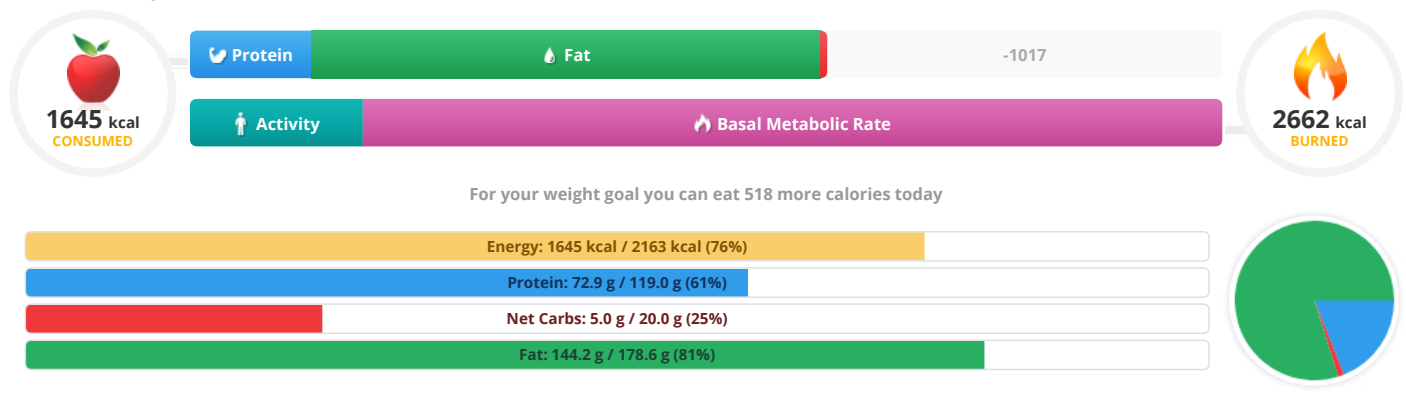 Protein
Fat
-1017
1645 kcal
CONSUMED
Activity
Basal Metabolic Rate
2662 kcal
BURNED
For your weight goal you can eat 518 more calories today
Energy: 1645 kcal / 2163 kcal (76%)
Protein: 72.9 g / 119.0 g (61%)
Net Carbs: 5.0 g / 20.0 g (25%)
Fat: 144.2 g / 178.6 g (81%)